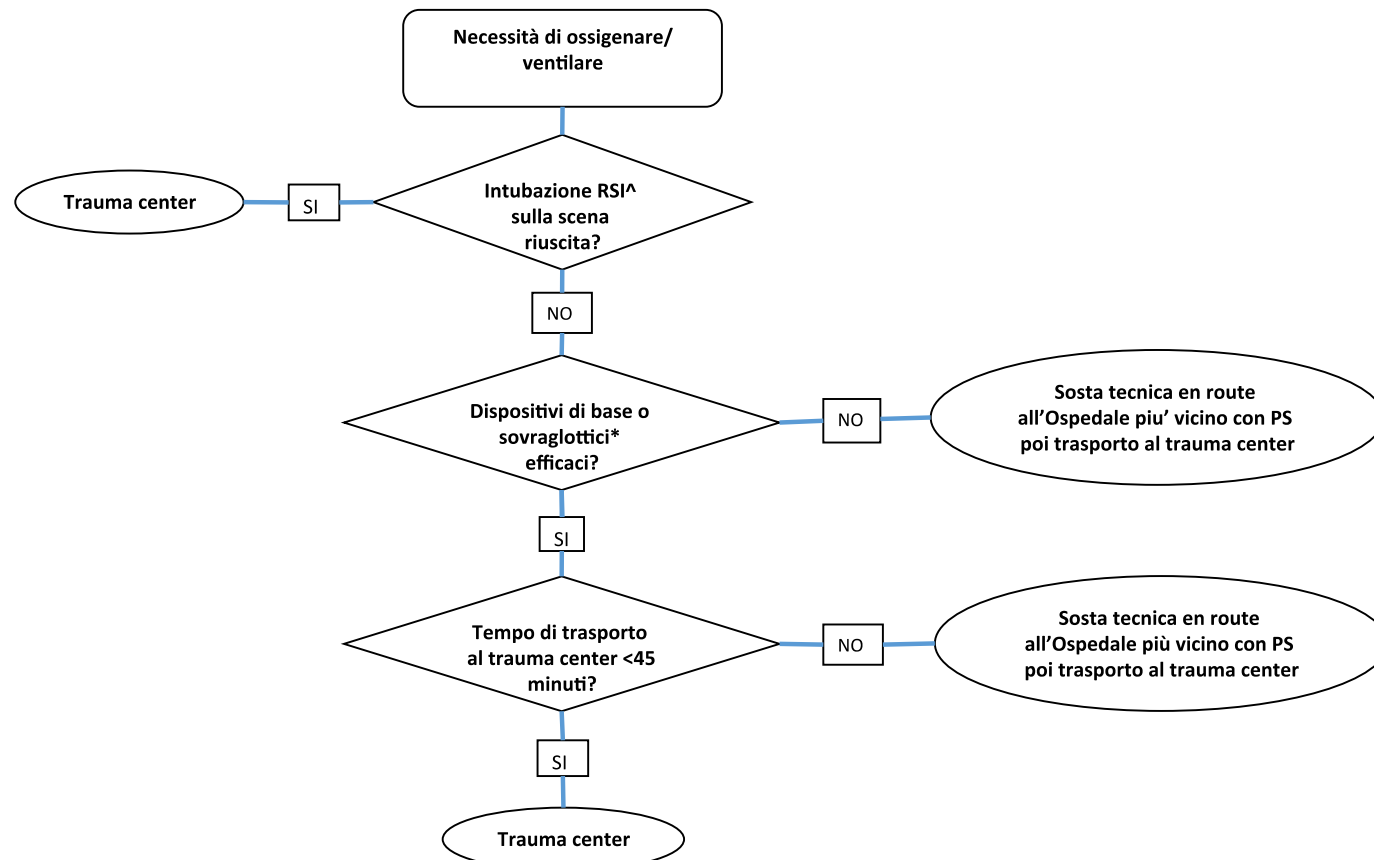 Necessità di ossigenare/
ventilare
Intubazione RSI^
sulla scena
riuscita?
SI
Trauma center
NO
Dispositivi di base o
sovraglottici*
efficaci?
NO
Sosta tecnica en route
all’Ospedale piu’ vicino con PS
poi trasporto al trauma center
SI
Tempo di trasporto
al trauma center <45
minuti?
NO
Sosta tecnica en route
all’Ospedale più vicino con PS
poi trasporto al trauma center
SI
Trauma center